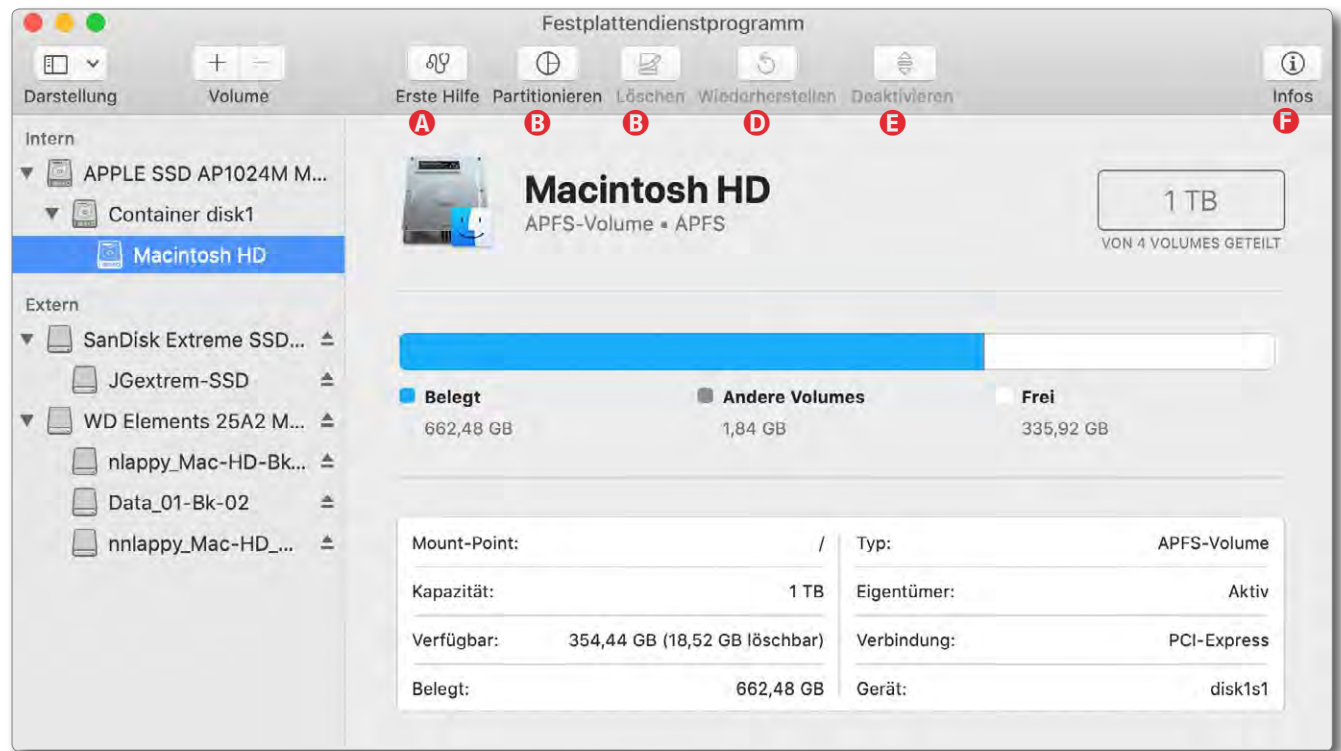 Festplattendienstprogramm
Darstellung Volume Erste Hilfe Partitionieren Löschen Wiederherstellen Deaktivieren Infos
A B B D E F
Intern
APPLE SSD AP1024M M...
Container disk1
Macintosh HD
Extern
SanDisk Extreme SSD...
JGextrem-SSD
WD Elements 25A2 M...
nlappy_Mac-HD-Bk...
Data_01-Bk-02
nnlappy_Mac-HD_...
Macintosh HD
APFS-Volume • APFS
1 TB
VON 4 VOLUMES GETEILT
Belegt Andere Volumes Frei
662,48 GB 1,84 GB 335,92 GB
Mount-Point: / Typ: APFS-Volume
Kapazität: 1 TB Eigentümer: Aktiv
Verfügbar: 354,44 GB (18,52 GB löschbar) Verbindung: PCI-Express
Belegt: 662,48 GB Gerät: disk1s1